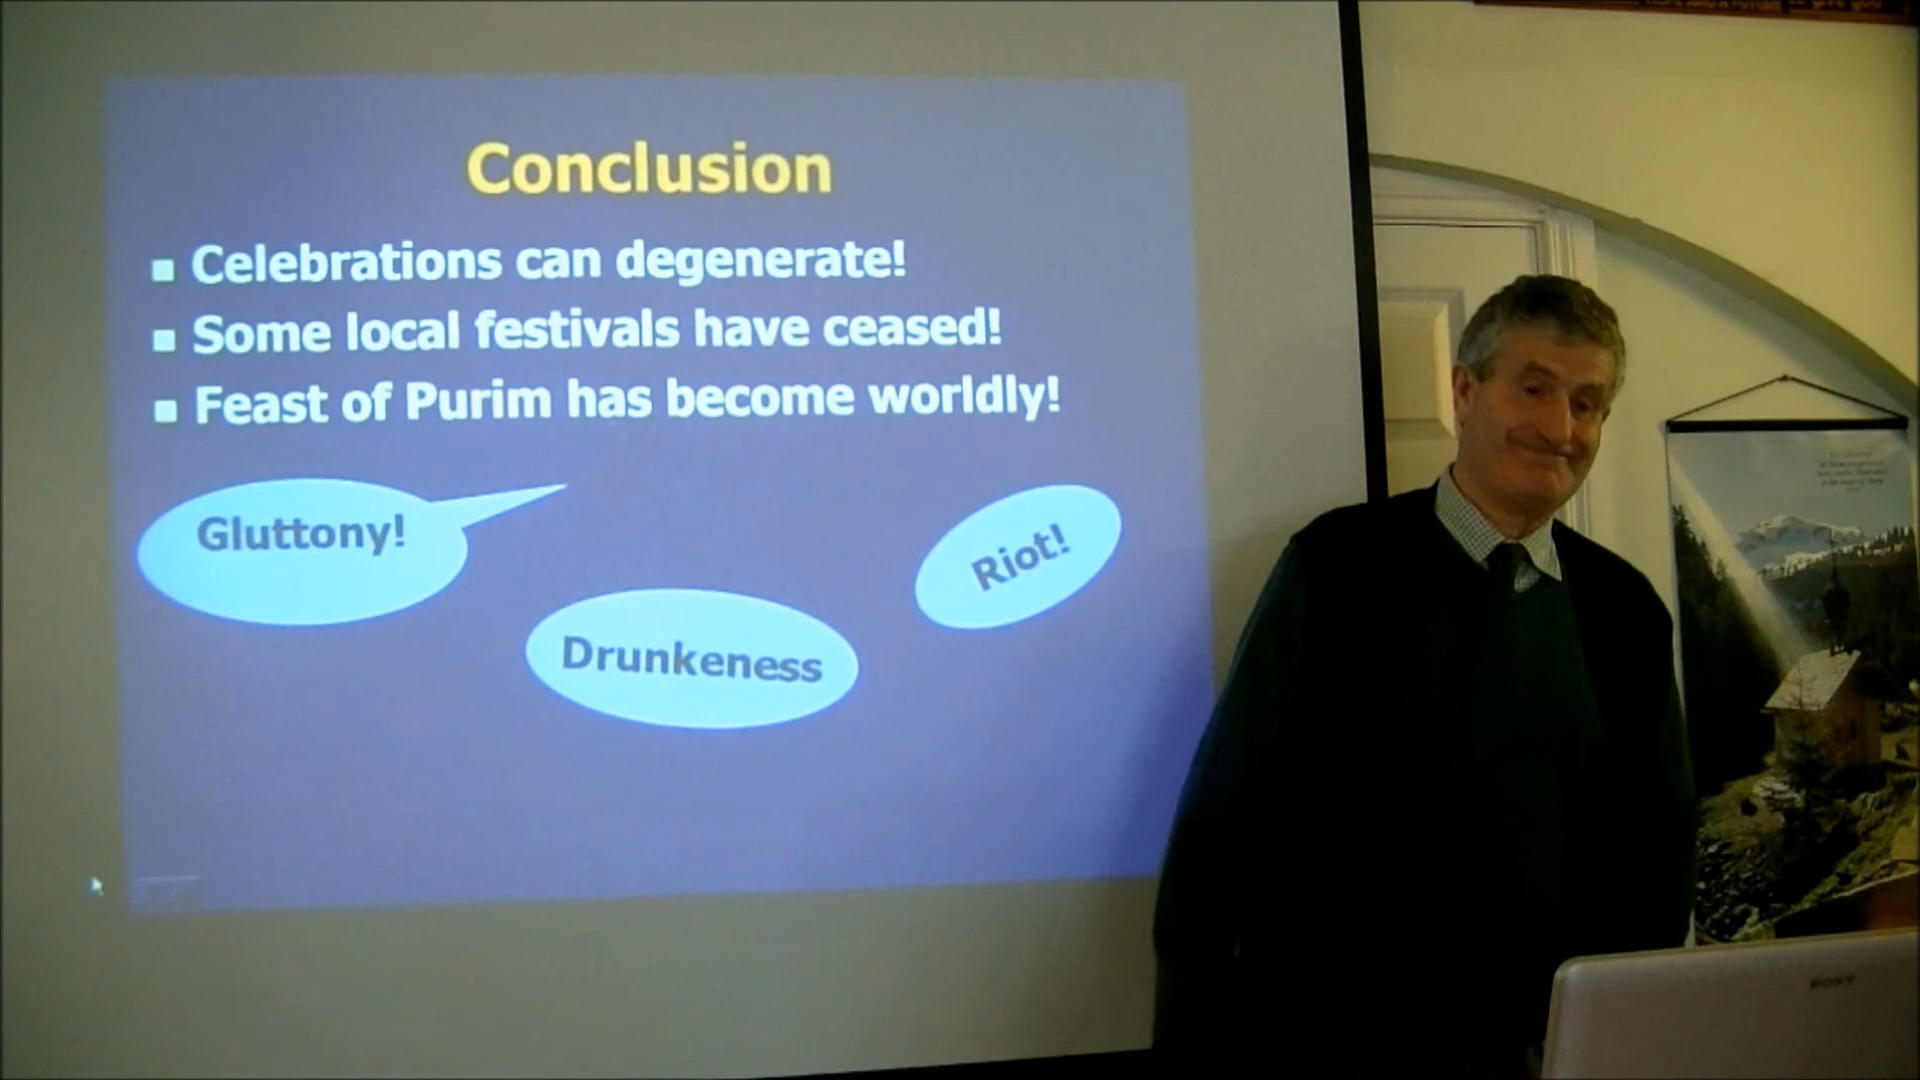 Conclusion
Celebrations can degenerate!
Some local festivals have ceased!
Feast of Purim has become worldly!
Gluttony!
Riot!
Drunkeness
SONY